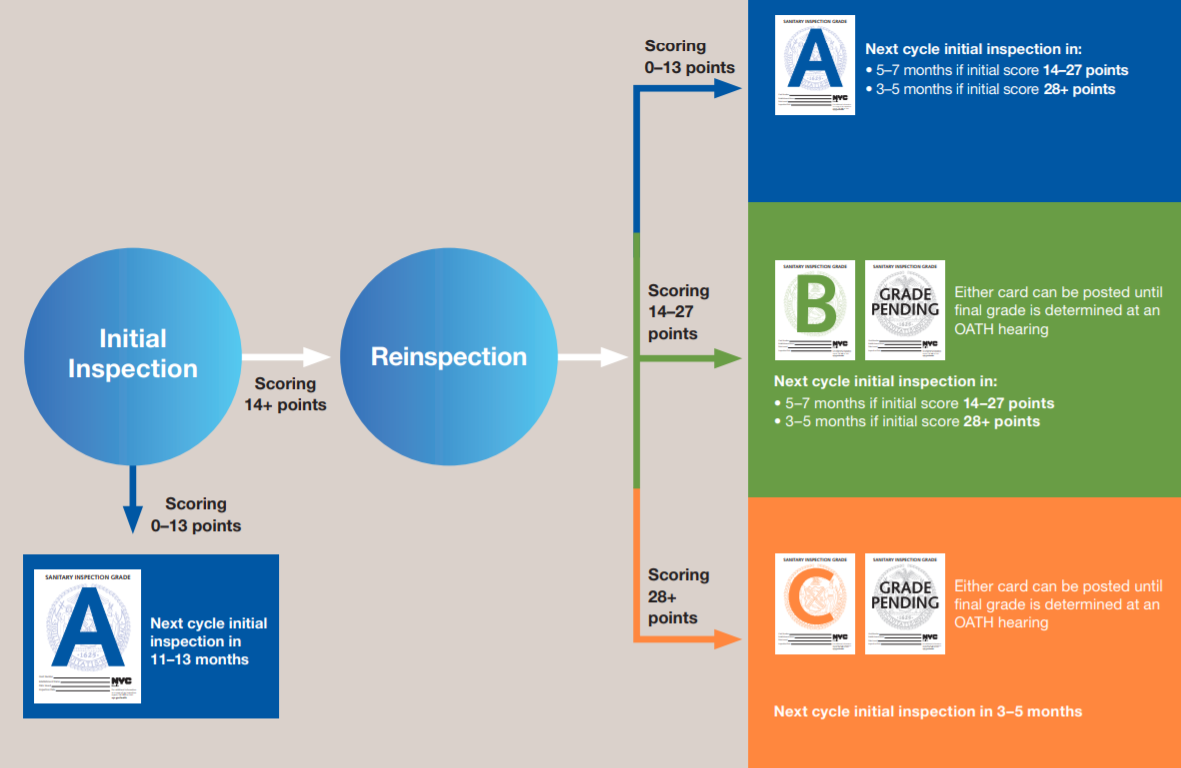 Initial
Inspection
Scoring
14+ points
Scoring
0–13 points
SANITARY INSPECTION GRADE
A
NYC
Next cycle initial
inspection in
11–13 months
Reinspection
Scoring
0–13 points
SANITARY INSPECTION GRADE
A
NYC
Next cycle initial inspection in:
• 5–7 months if initial score 14–27 points
• 3–5 months if initial score 28+ points
Scoring
14–27
points
SANITARY INSPECTION GRADE
B
NYC
SANITARY INSPECTION GRADE
GRADE
PENDING
NYC
Either card can be posted until
final grade is determined at an
OATH hearing
Next cycle initial inspection in:
• 5–7 months if initial score 14–27 points
• 3–5 months if initial score 28+ points
Scoring
28+
points
SANITARY INSPECTION GRADE
C
NYC
SANITARY INSPECTION GRADE
GRADE
PENDING
NYC
Either card can be posted until
final grade is determined at an
OATH hearing
Next cycle initial inspection in 3–5 months